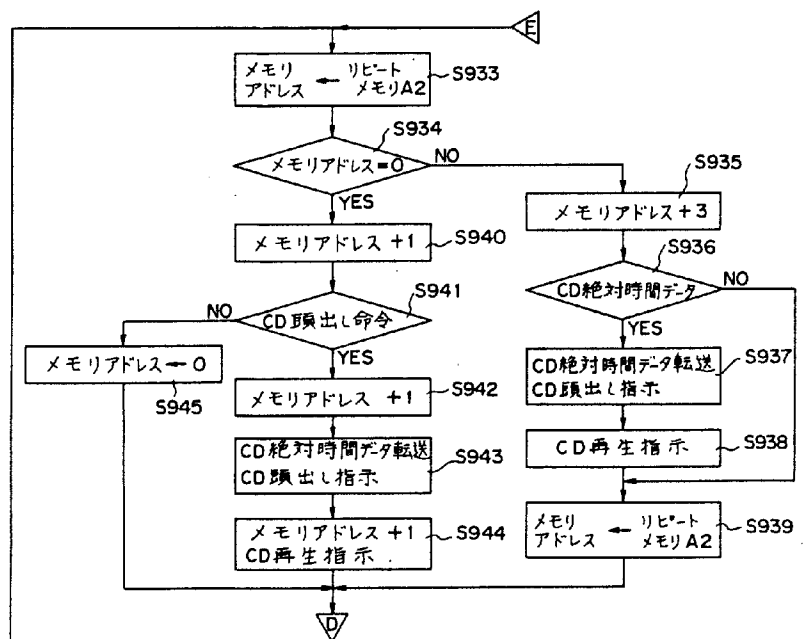 E
メモリ
アドレス ← リピート
メモリA2
S933
S934
メモリアドレス=0
NO
YES
S935
メモリアドレス+3
メモリアドレス +1
S940
S936
CD絶対時間データ
NO
YES
S941
CD頭出し命令
NO
YES
メモリアドレス←0
S945
メモリアドレス +1
S942
CD絶対時間データ転送
CD頭出し指示
S937
CD絶対時間データ転送
CD頭出し指示
S943
CD再生指示
S938
メモリアドレス +1
CD再生指示
S944
メモリ
アドレス ← リピート
メモリA2
S939
D